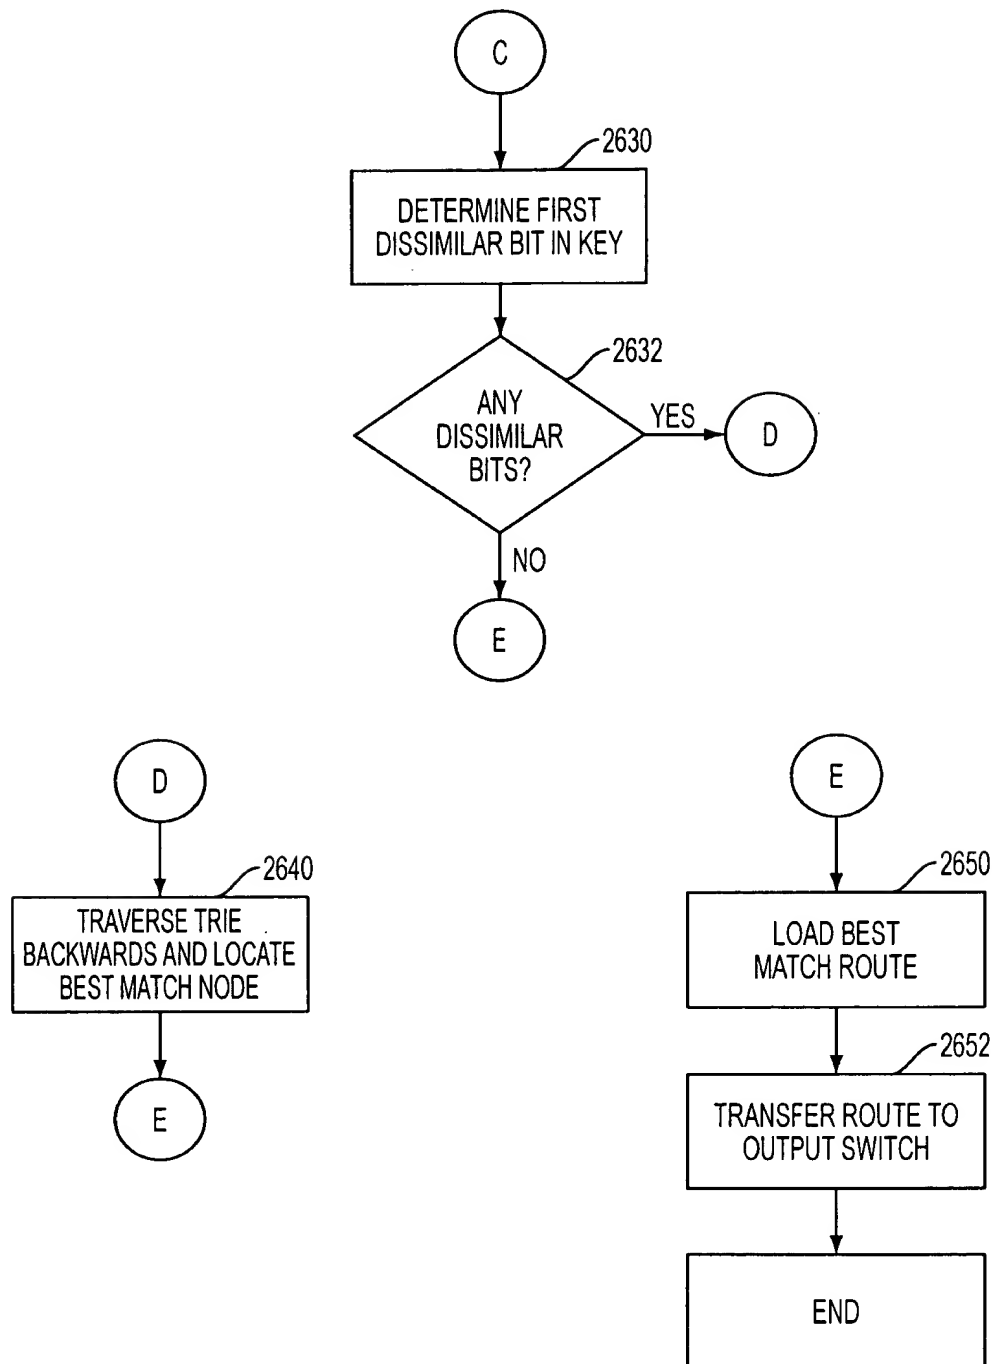 C
2630
DETERMINE FIRST
DISSIMILAR BIT IN KEY
2632
ANY
DISSIMILAR
BITS?
YES
D
NO
E
D
2640
TRAVERSE TRIE
BACKWARDS AND LOCATE
BEST MATCH NODE
E
E
2650
LOAD BEST
MATCH ROUTE
2652
TRANSFER ROUTE TO
OUTPUT SWITCH
END